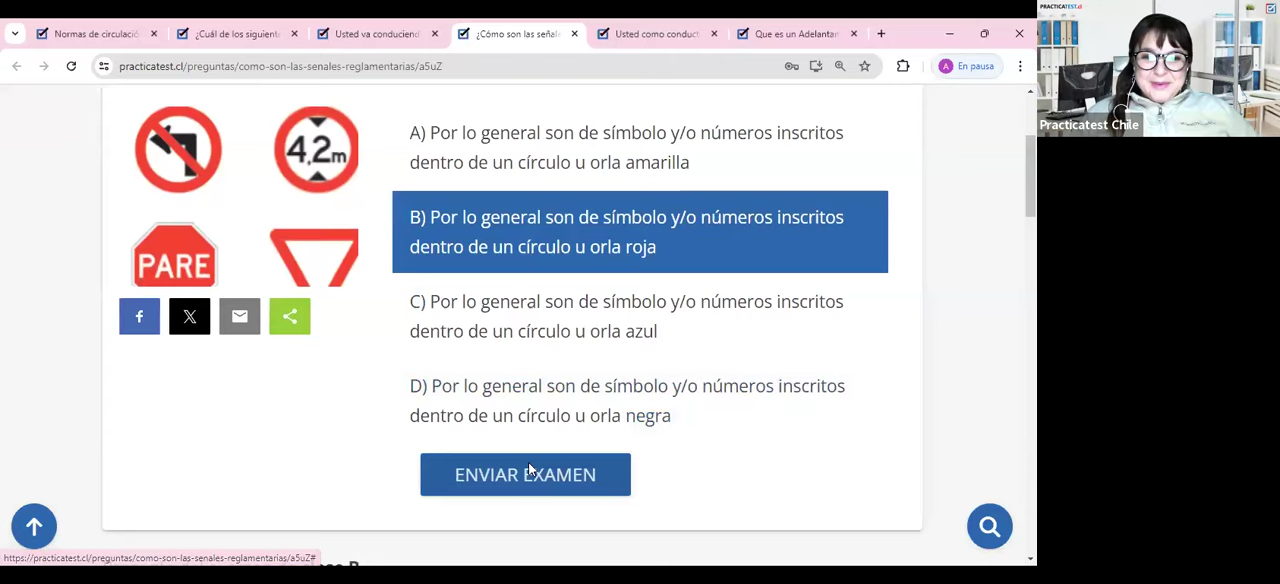 Normas de circulació
¿Cuál de los siguient
Usted va conduciend
¿Cómo son las señal
Usted como conduct
Que es un Adelantan
practicatest.cl/preguntas/como-son-las-senales-reglamentarias/a5uZ
A
En pausa
PRACTICATEST.cl
Practicatest Chile
4,2m
PARE
A) Por lo general son de símbolo y/o números inscritos
dentro de un círculo u orla amarilla
B) Por lo general son de símbolo y/o números inscritos
dentro de un círculo u orla roja
C) Por lo general son de símbolo y/o números inscritos
dentro de un círculo u orla azul
D) Por lo general son de símbolo y/o números inscritos
dentro de un círculo u orla negra
ENVIAR EXAMEN
https://practicatest.cl/preguntas/como-son-las-senales-reglamentarias/a5uZ#